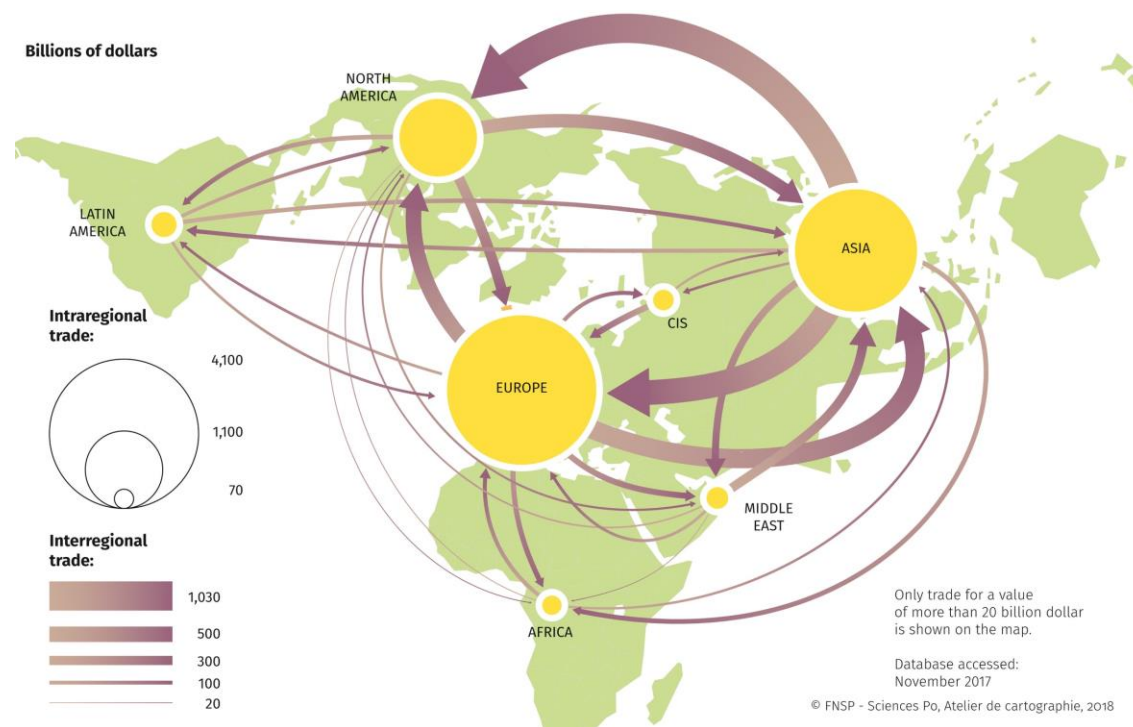 Billions of dollars
NORTH
AMERICA
LATIN
AMERICA
ASIA
CIS
EUROPE
MIDDLE
EAST
AFRICA
Intraregional
trade:
4,100
1,100
70
Interregional
trade:
1,030
500
300
100
20
Only trade for a value
of more than 20 billion dollar
is shown on the map.
Database accessed:
November 2017
© FNSP - Sciences Po, Atelier de cartographie, 2018